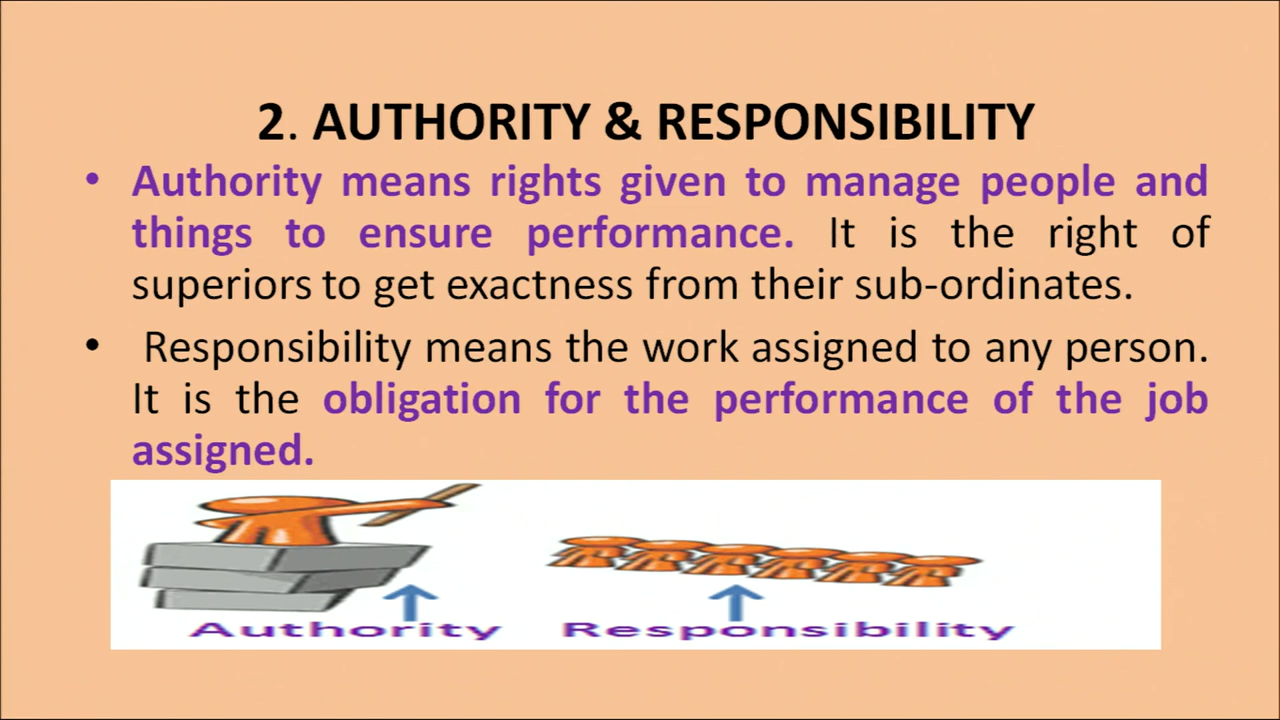 2. AUTHORITY & RESPONSIBILITY
• Authority means rights given to manage people and
things to ensure performance. It is the right of
superiors to get exactness from their sub-ordinates.
• Responsibility means the work assigned to any person.
It is the obligation for the performance of the job
assigned.
Authority Responsibility